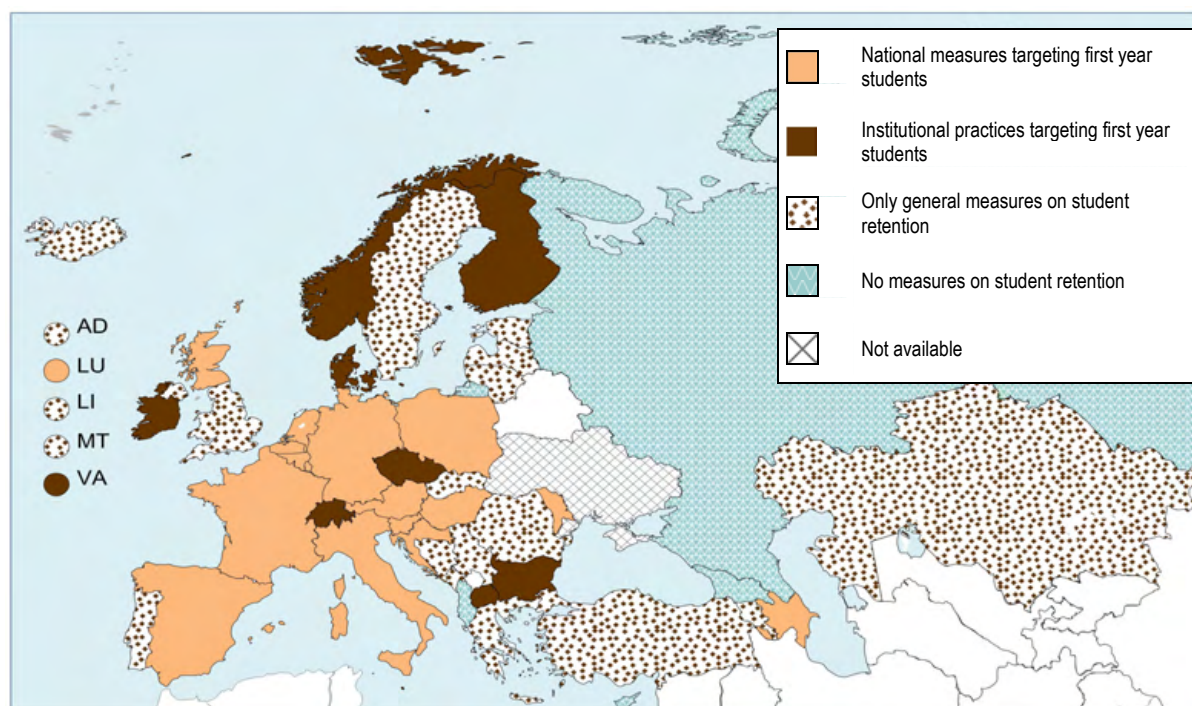 National measures targeting first year
students
Institutional practices targeting first year
students
Only general measures on student
retention
No measures on student retention
Not available
AD
LU
LI
MT
VA